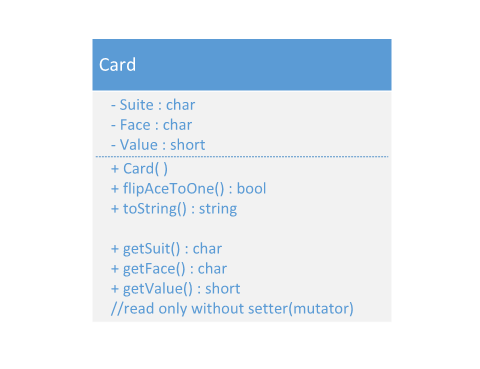 Card
- Suite : char
- Face : char
- Value : short
+ Card( )
+ flipAceToOne() : bool
+ toString() : string
+ getSuit() : char
+ getFace() : char
+ getValue() : short
//read only without setter(mutator)